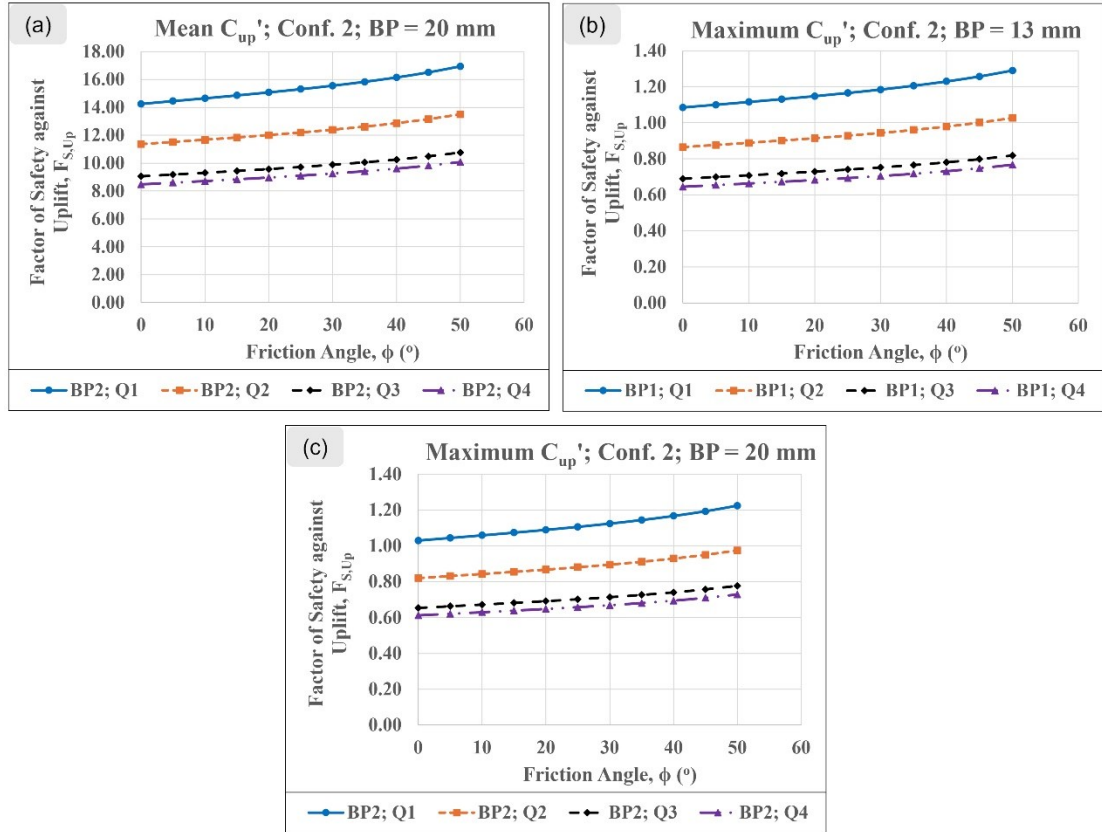 (a)
Mean Cup'; Conf. 2; BP = 20 mm
18.00
16.00
14.00
12.00
10.00
8.00
6.00
4.00
2.00
0.00
Factor of Safety against
Uplift, FS,Up
0 10 20 30 40 50 60
Friction Angle, ϕ (°)
BP2; Q1 BP2; Q2 BP2; Q3 BP2; Q4
(b)
Maximum Cup'; Conf. 2; BP = 13 mm
1.40
1.20
1.00
0.80
0.60
0.40
0.20
0.00
Factor of Safety against
Uplift, FS,Up
0 10 20 30 40 50 60
Friction Angle, ϕ (°)
BP1; Q1 BP1; Q2 BP1; Q3 BP1; Q4
(c)
Maximum Cup'; Conf. 2; BP = 20 mm
1.40
1.20
1.00
0.80
0.60
0.40
0.20
0.00
Factor of Safety against
Uplift, FS,Up
0 10 20 30 40 50 60
Friction Angle, ϕ (°)
BP2; Q1 BP2; Q2 BP2; Q3 BP2; Q4